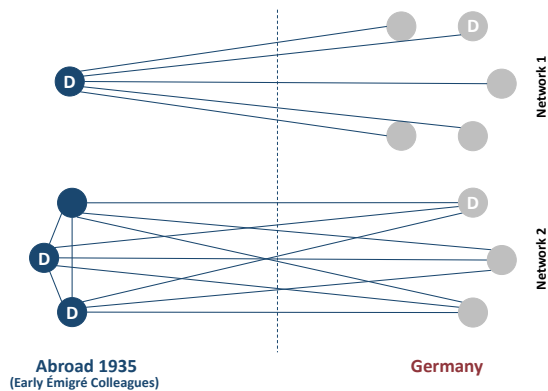 D
D
Network 1
D
D
D
Network 2
Abroad 1935
(Early Émigré Colleagues)
Germany